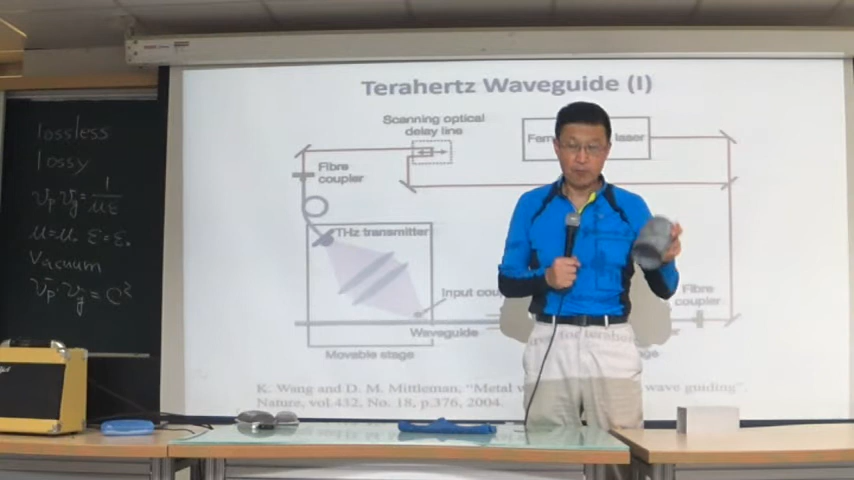 lossless
lossy
vp vg = 1/με
μ=μ₀ ε=ε₀
Vacuum
vp · vg = C²
Terahertz Waveguide (I)
Scanning optical
delay line
laser
Fibre
coupler
THz transmitter
Input
Fibre
coupler
Waveguide
Movable stage
K. Wang and D. M. Mittleman, "Metal wave guiding".
Nature, vol.432, No. 18, p.376, 2004.